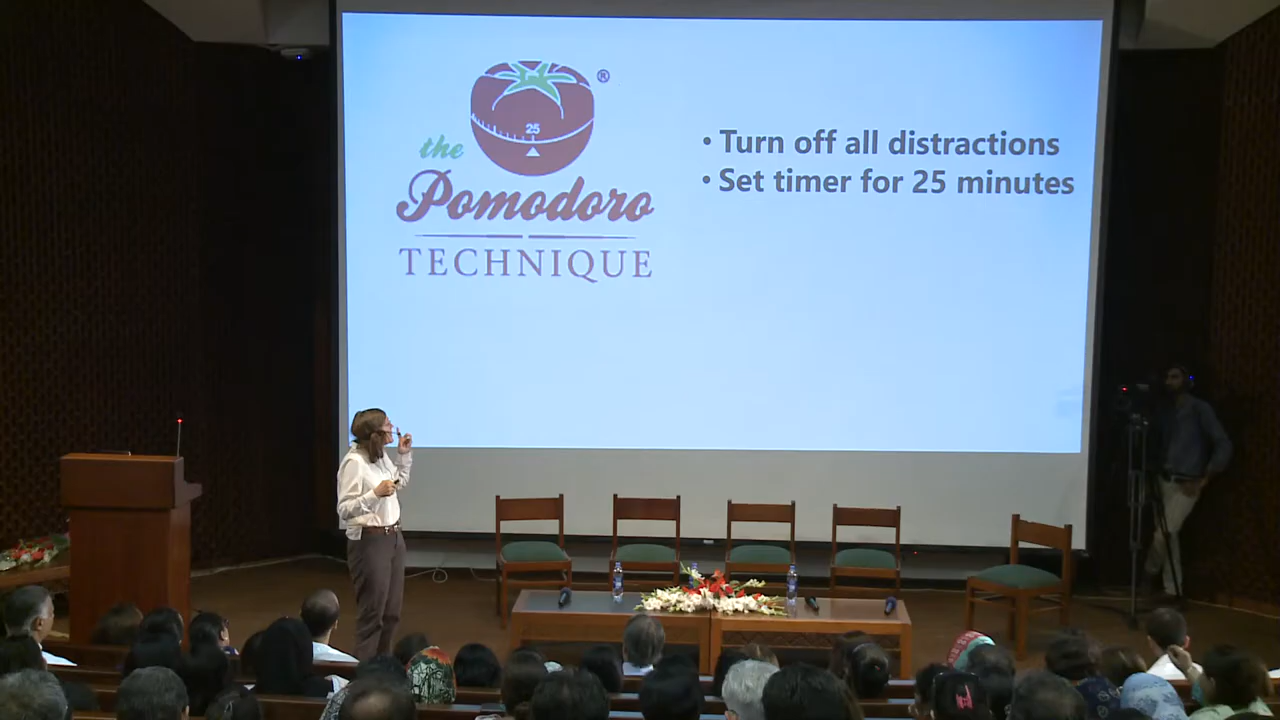 ®
25
the
Pomodoro
TECHNIQUE
• Turn off all distractions
• Set timer for 25 minutes